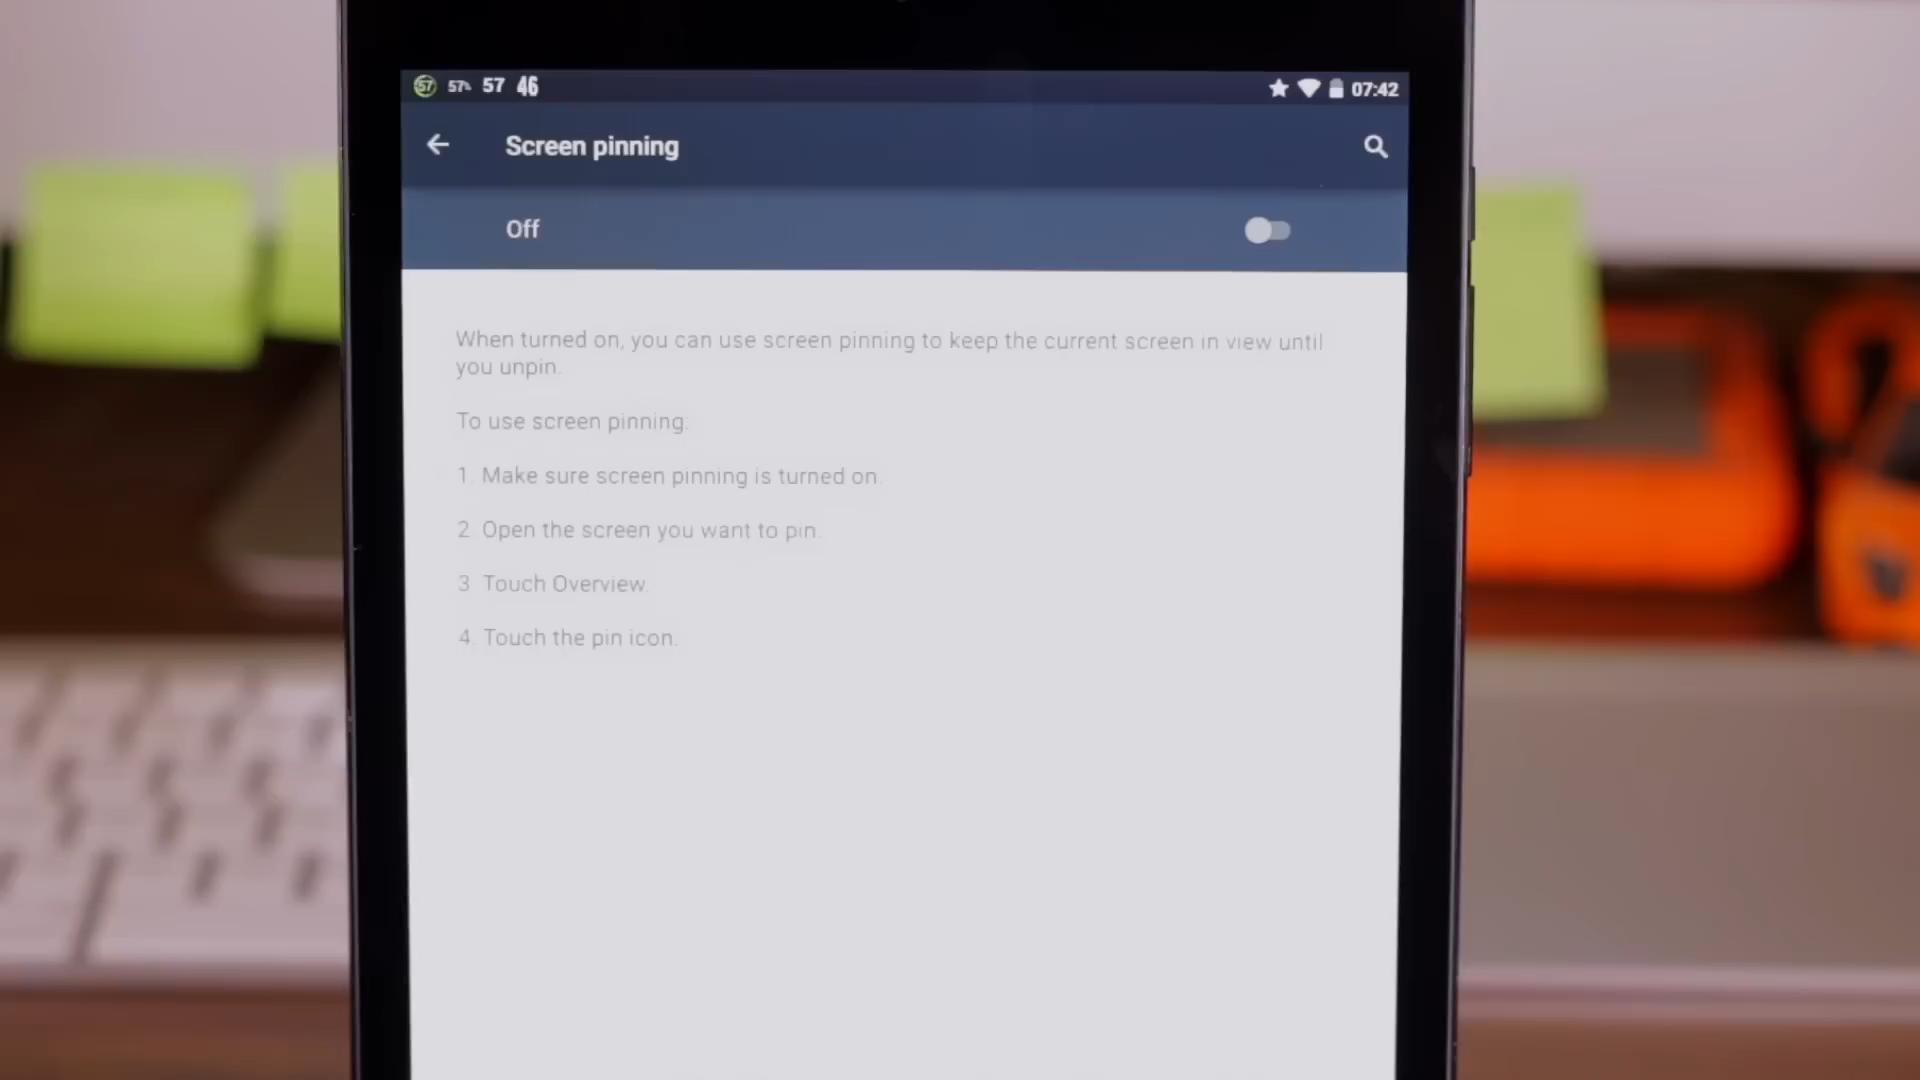 57 57% 57 46 07:42
Screen pinning
Off
When turned on, you can use screen pinning to keep the current screen in view until
you unpin.
To use screen pinning:
1. Make sure screen pinning is turned on.
2. Open the screen you want to pin.
3. Touch Overview.
4. Touch the pin icon.